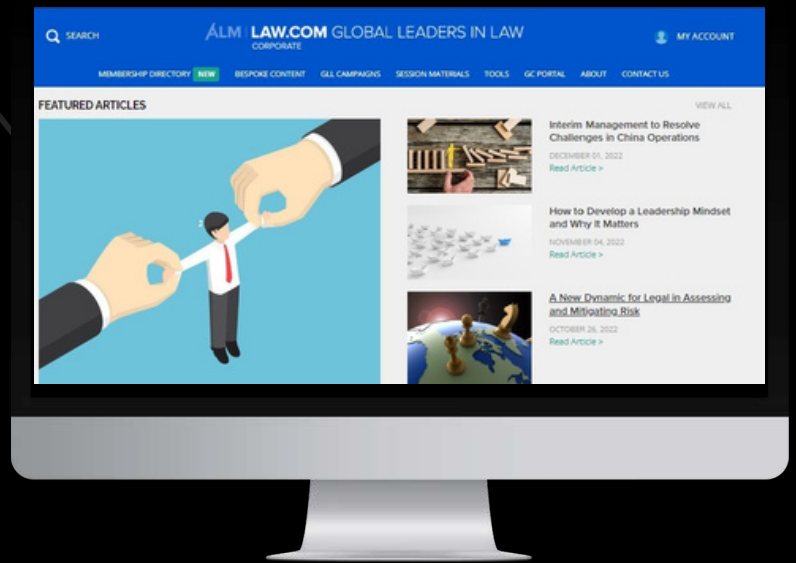 SEARCH
ALM | LAW.COM GLOBAL LEADERS IN LAW
CORPORATE
MY ACCOUNT
MEMBERSHIP DIRECTORY NEW BESPOKE CONTENT GLL CAMPAIGNS SESSION MATERIALS TOOLS GC PORTAL ABOUT CONTACT US
FEATURED ARTICLES
VIEW ALL
Interim Management to Resolve
Challenges in China Operations
DECEMBER 01, 2022
Read Article >
How to Develop a Leadership Mindset
and Why It Matters
NOVEMBER 04, 2022
Read Article >
A New Dynamic for Legal in Assessing
and Mitigating Risk
OCTOBER 26, 2022
Read Article >